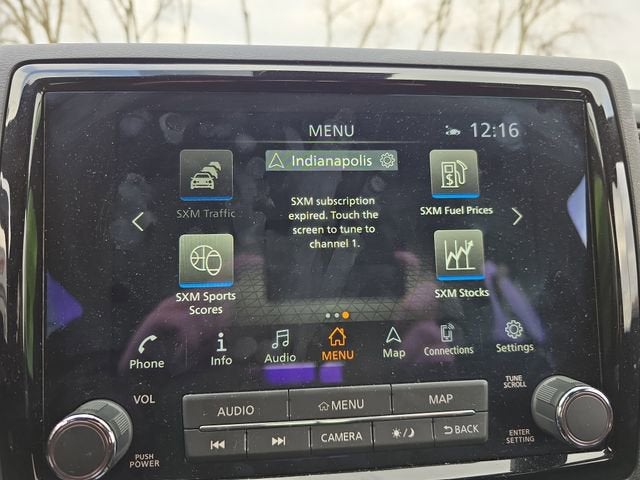 MENU
12:16
Indianapolis
SXM Traffic
SXM subscription
expired. Touch the
screen to tune to
channel 1.
SXM Fuel Prices
SXM Sports
Scores
SXM Stocks
Phone
Info
Audio
MENU
Map
Connections
Settings
VOL
AUDIO
MENU
MAP
TUNE
SCROLL
CAMERA
BACK
PUSH
POWER
ENTER
SETTING